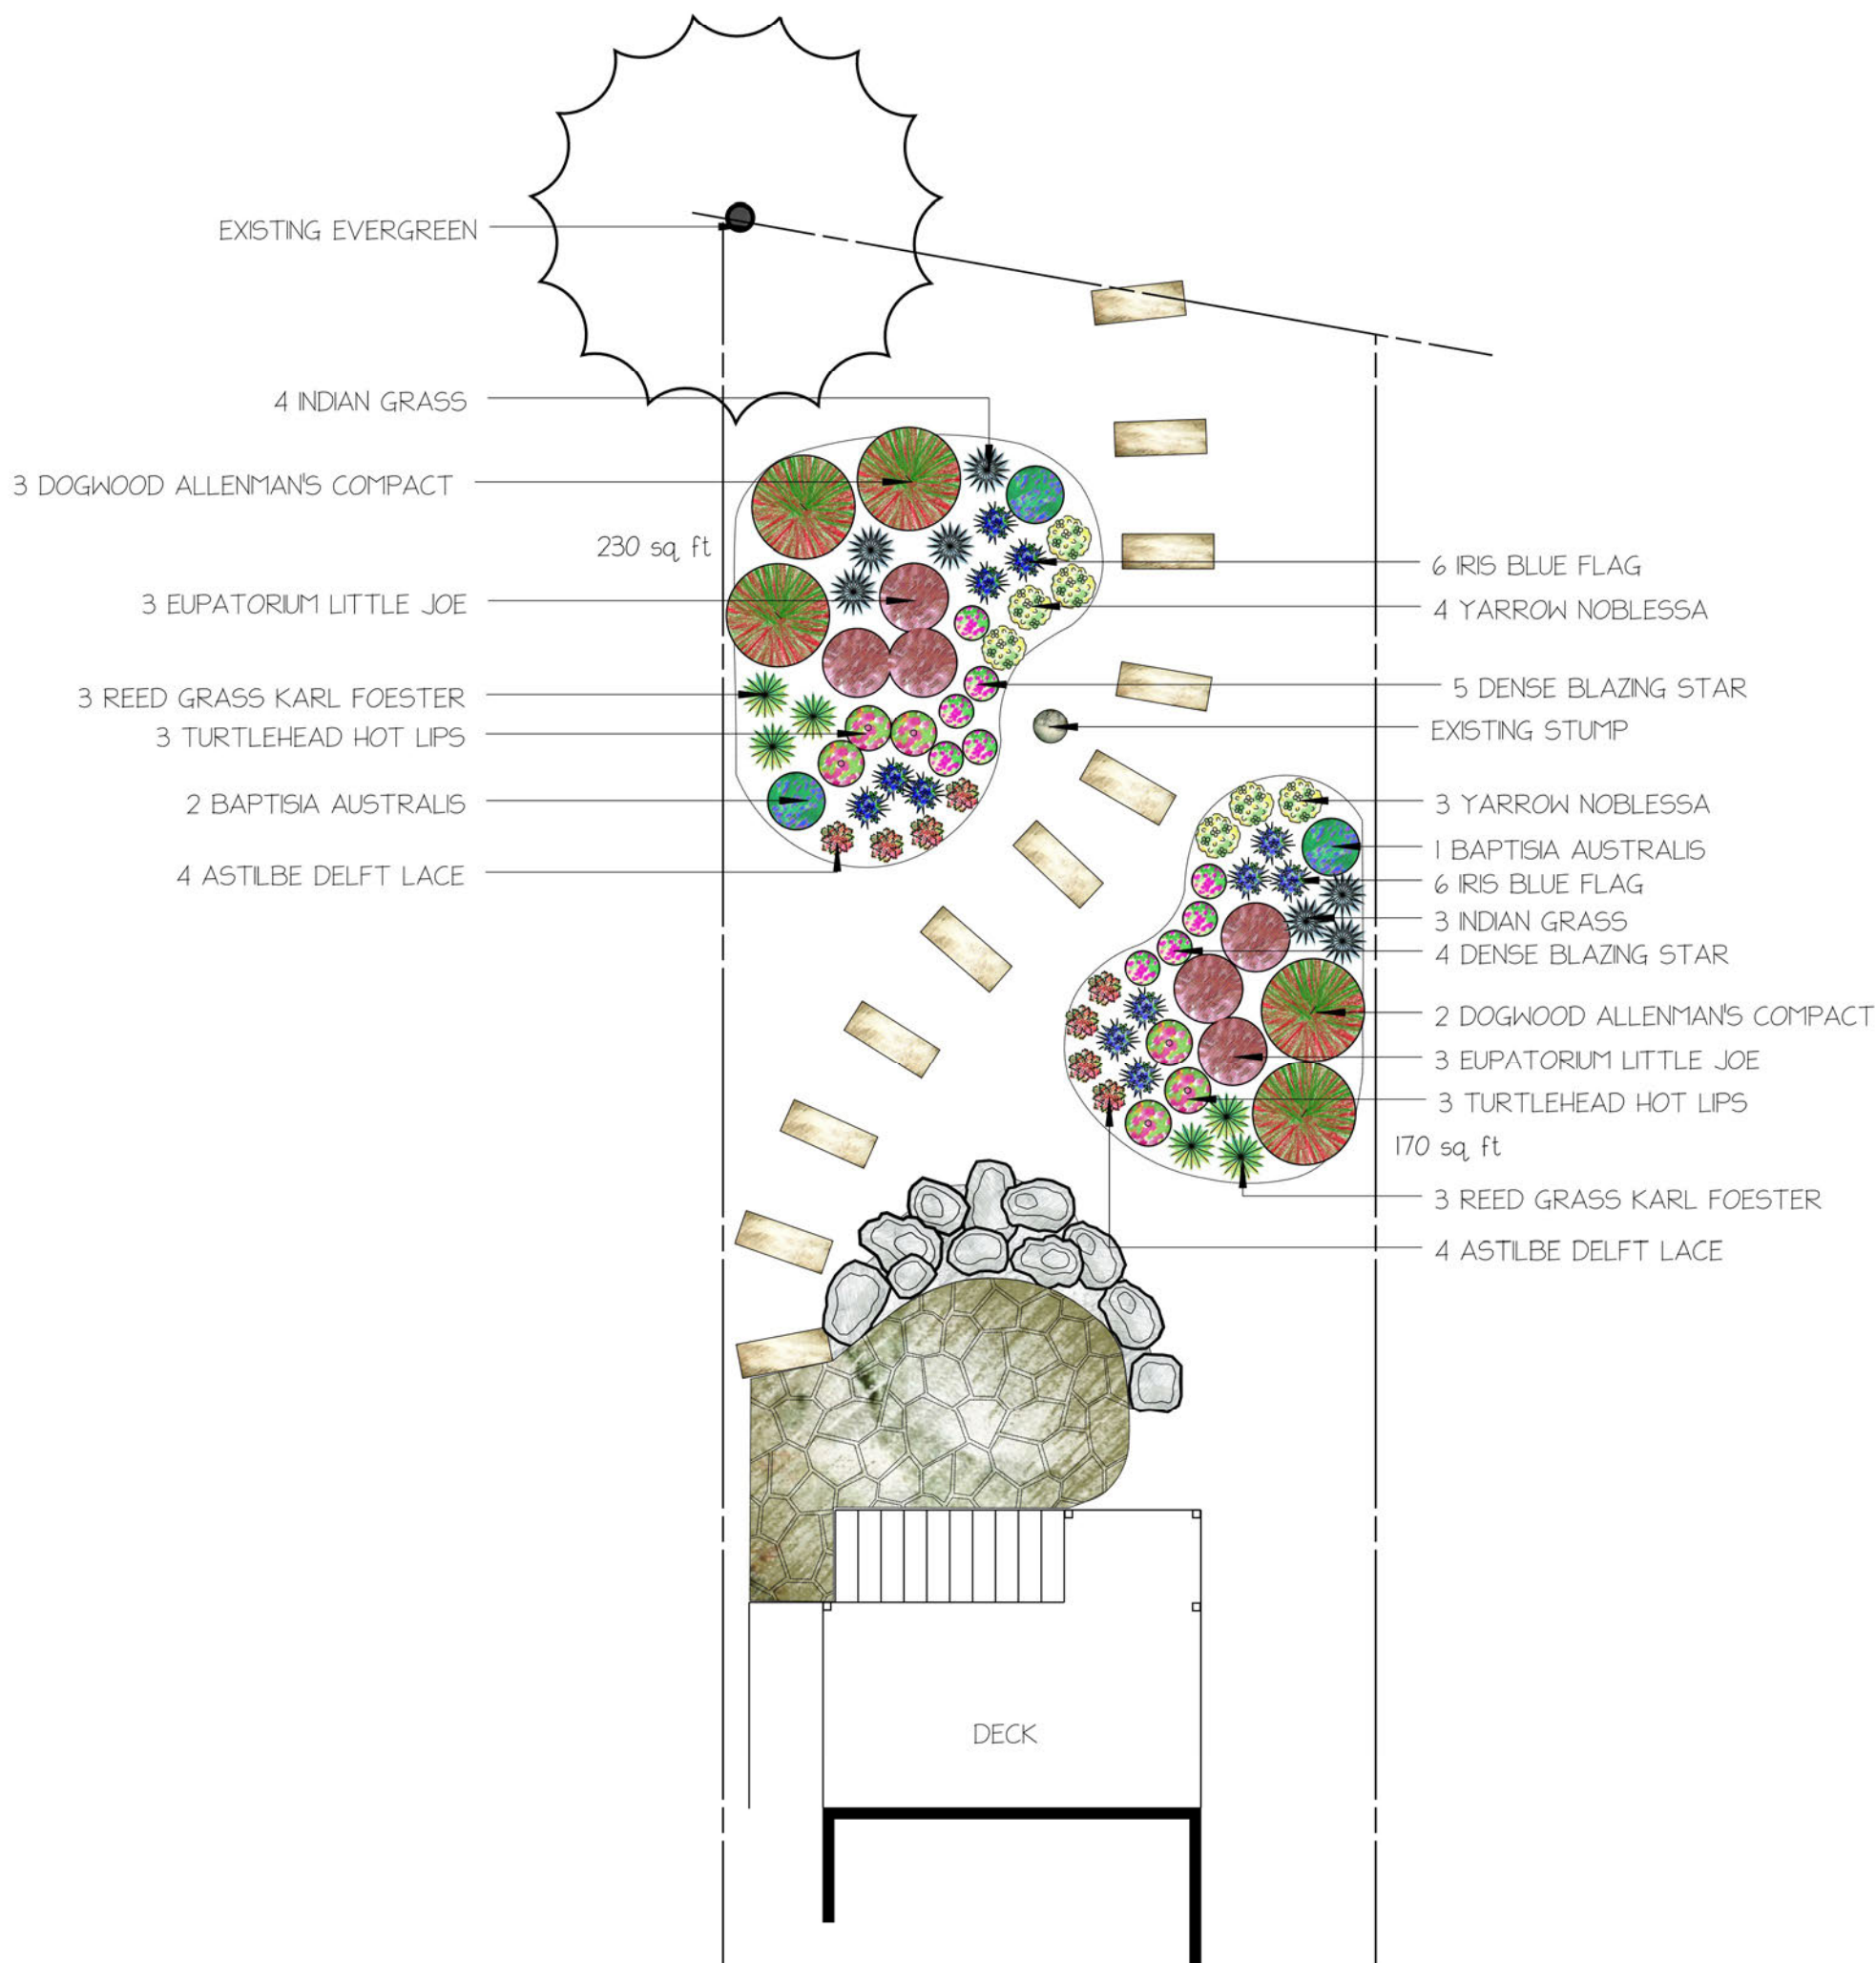 EXISTING EVERGREEN
4 INDIAN GRASS
3 DOGWOOD ALLENMAN'S COMPACT
230 sq ft
3 EUPATORIUM LITTLE JOE
3 REED GRASS KARL FOESTER
3 TURTLEHEAD HOT LIPS
2 BAPTISIA AUSTRALIS
4 ASTILBE DELFT LACE
6 IRIS BLUE FLAG
4 YARROW NOBLESSA
5 DENSE BLAZING STAR
EXISTING STUMP
3 YARROW NOBLESSA
1 BAPTISIA AUSTRALIS
6 IRIS BLUE FLAG
3 INDIAN GRASS
4 DENSE BLAZING STAR
2 DOGWOOD ALLENMAN'S COMPACT
3 EUPATORIUM LITTLE JOE
3 TURTLEHEAD HOT LIPS
170 sq ft
3 REED GRASS KARL FOESTER
4 ASTILBE DELFT LACE
DECK